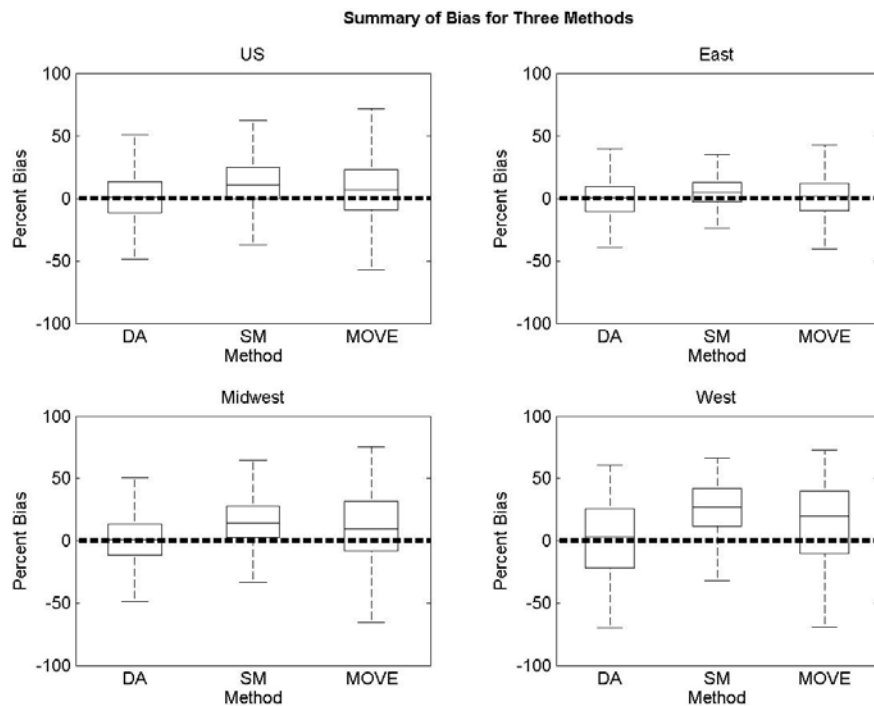 Summary of Bias for Three Methods
US
100
50
0
-50
-100
Percent Bias
DA SM MOVE
Method
East
100
50
0
-50
-100
Percent Bias
DA SM MOVE
Method
Midwest
100
50
0
-50
-100
Percent Bias
DA SM MOVE
Method
West
100
50
0
-50
-100
Percent Bias
DA SM MOVE
Method